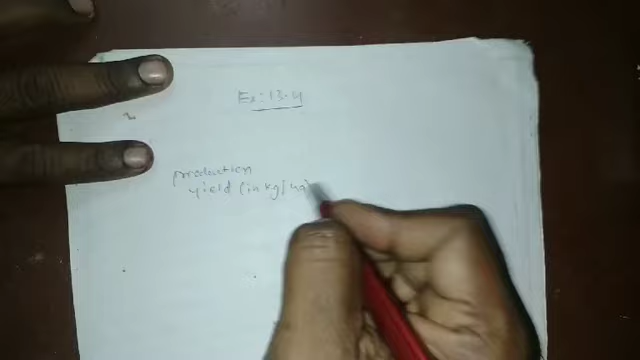 Ex:- 13.4
production
yield (in kg/ha)